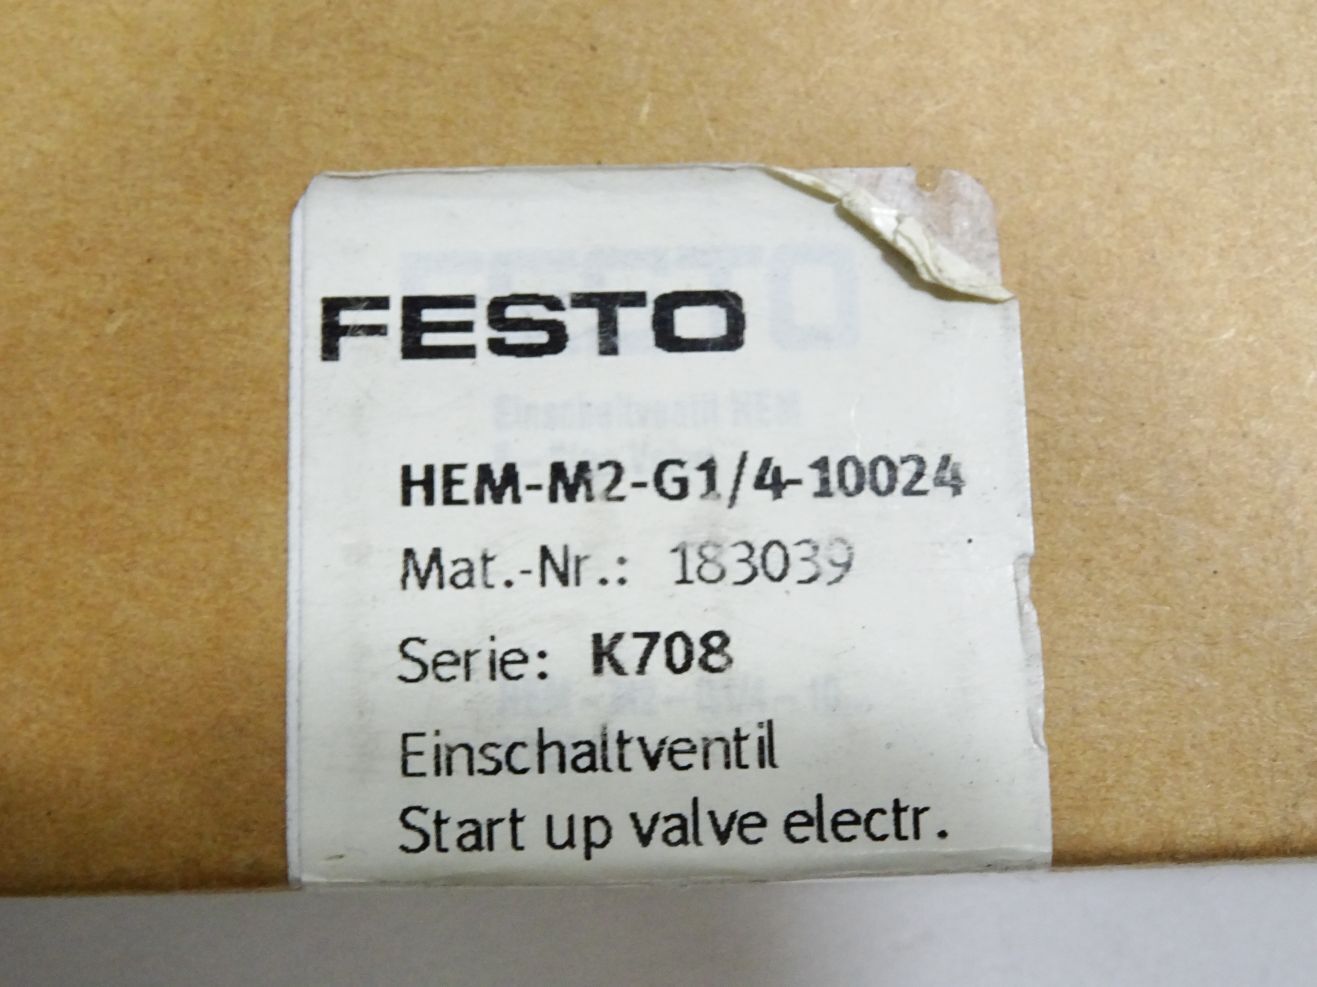 FESTO
HEM-M2-G1/4-10024
Mat.-Nr.: 183039
Serie: K708
Einschaltventil
Start up valve electr.